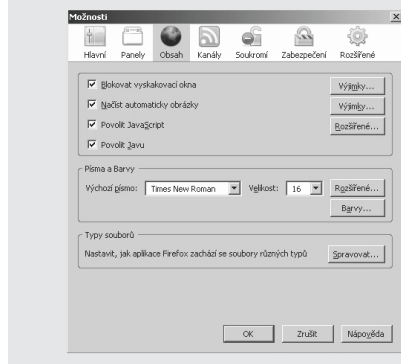 Možnosti
Hlavní Panely Obsah Kanály Soukromí Zabezpečení Rozšířené
Blokovat vyskakovací okna Výjimky...
Načíst automaticky obrázky Výjimky...
Povolit JavaScript Rozšířené...
Povolit Javu
Písma a Barvy
Výchozí písmo: Times New Roman Velikost: 16 Rozšířené...
Barvy...
Typy souborů
Nastavit, jak aplikace Firefox zachází se soubory různých typů Spravovat...
OK Zrušit Nápověda